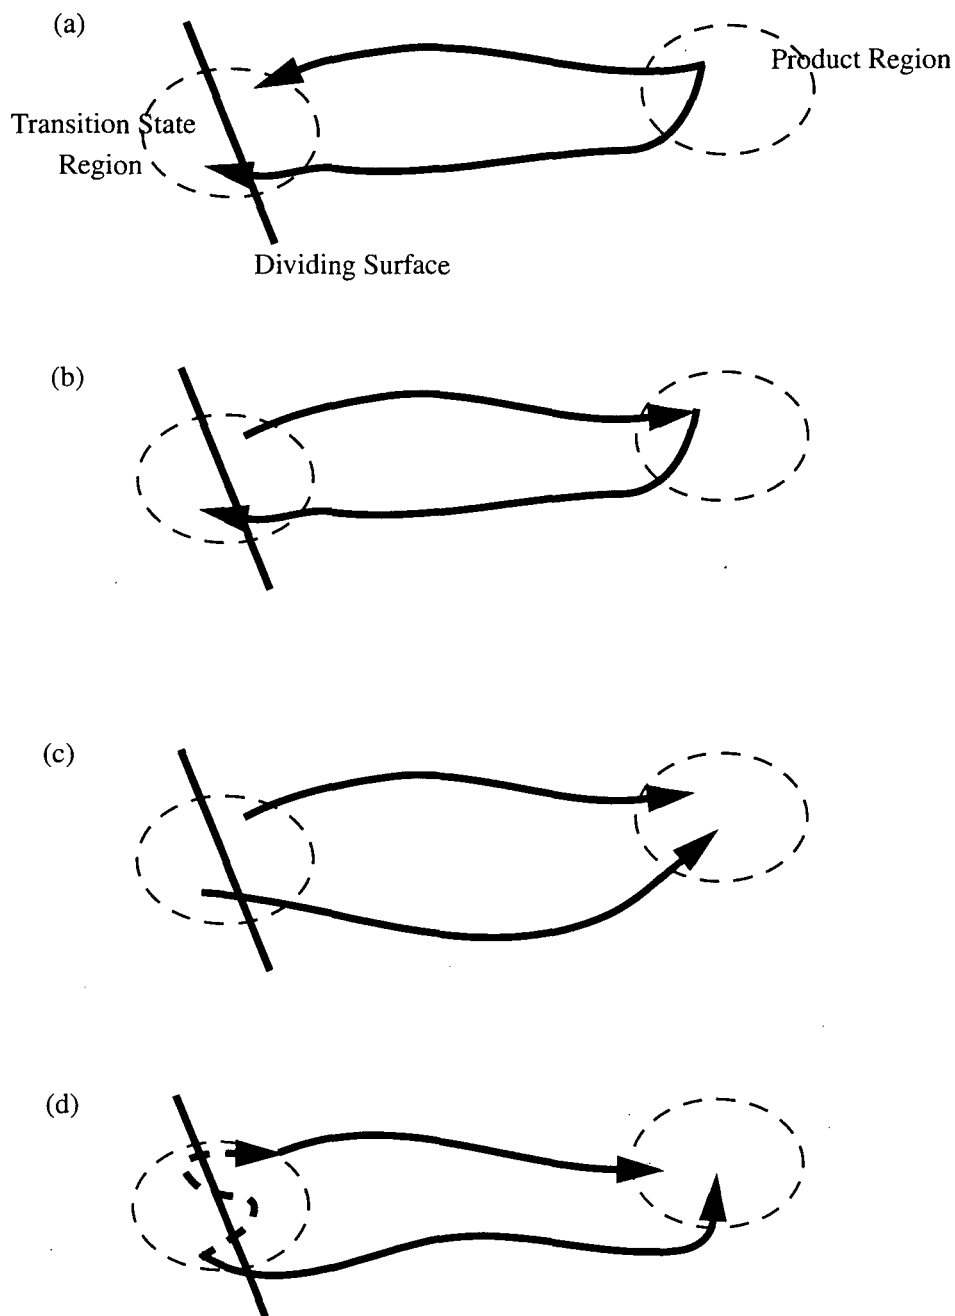 (a)
Product Region
Transition State
Region
Dividing Surface
(b)
(c)
(d)